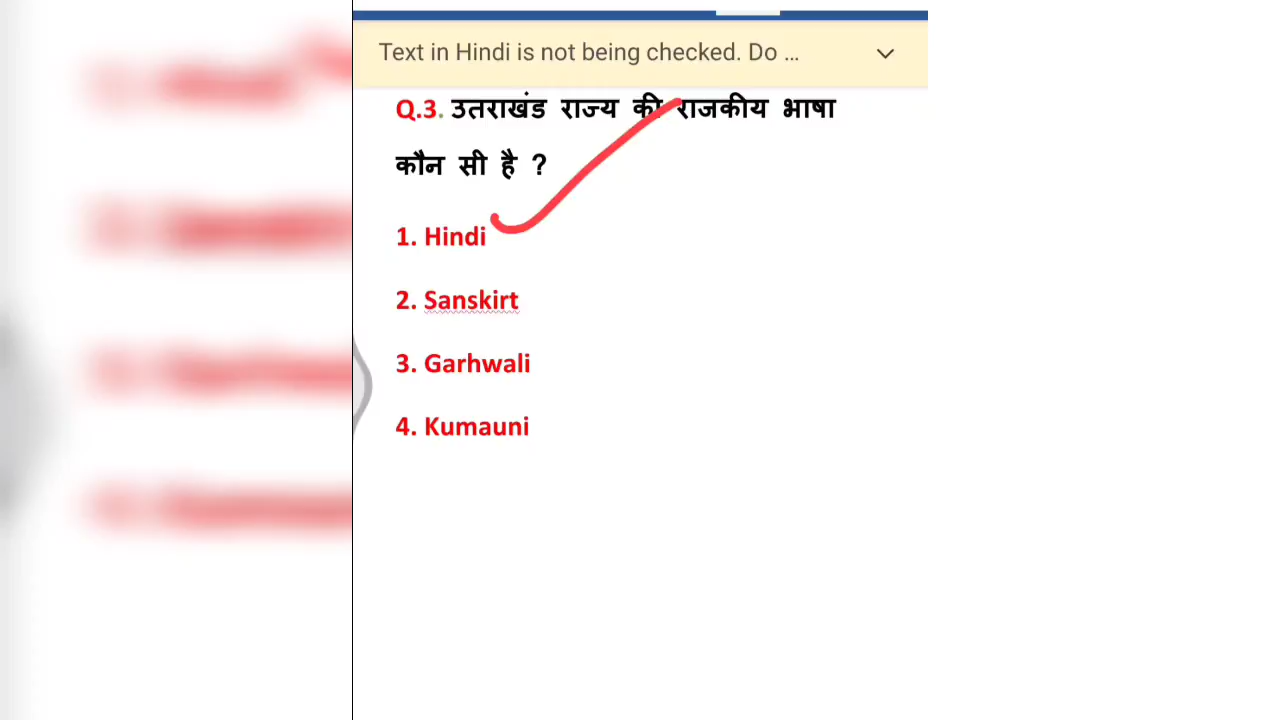 Text in Hindi is not being checked. Do ...
Q.3. उतराखंड राज्य की राजकीय भाषा
कौन सी है ?
1. Hindi
2. Sanskirt
3. Garhwali
4. Kumauni